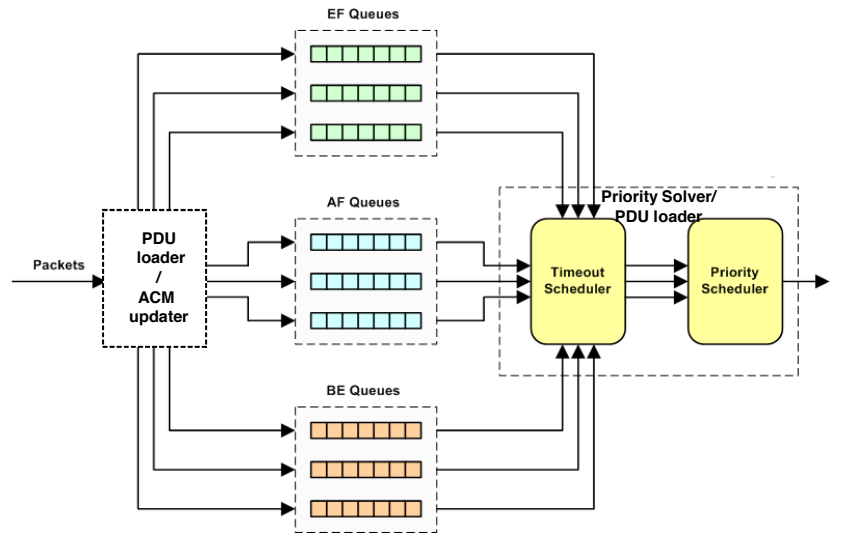 EF Queues
AF Queues
Priority Solver/
PDU loader
PDU
loader
/
ACM
updater
Packets
Timeout
Scheduler
Priority
Scheduler
BE Queues